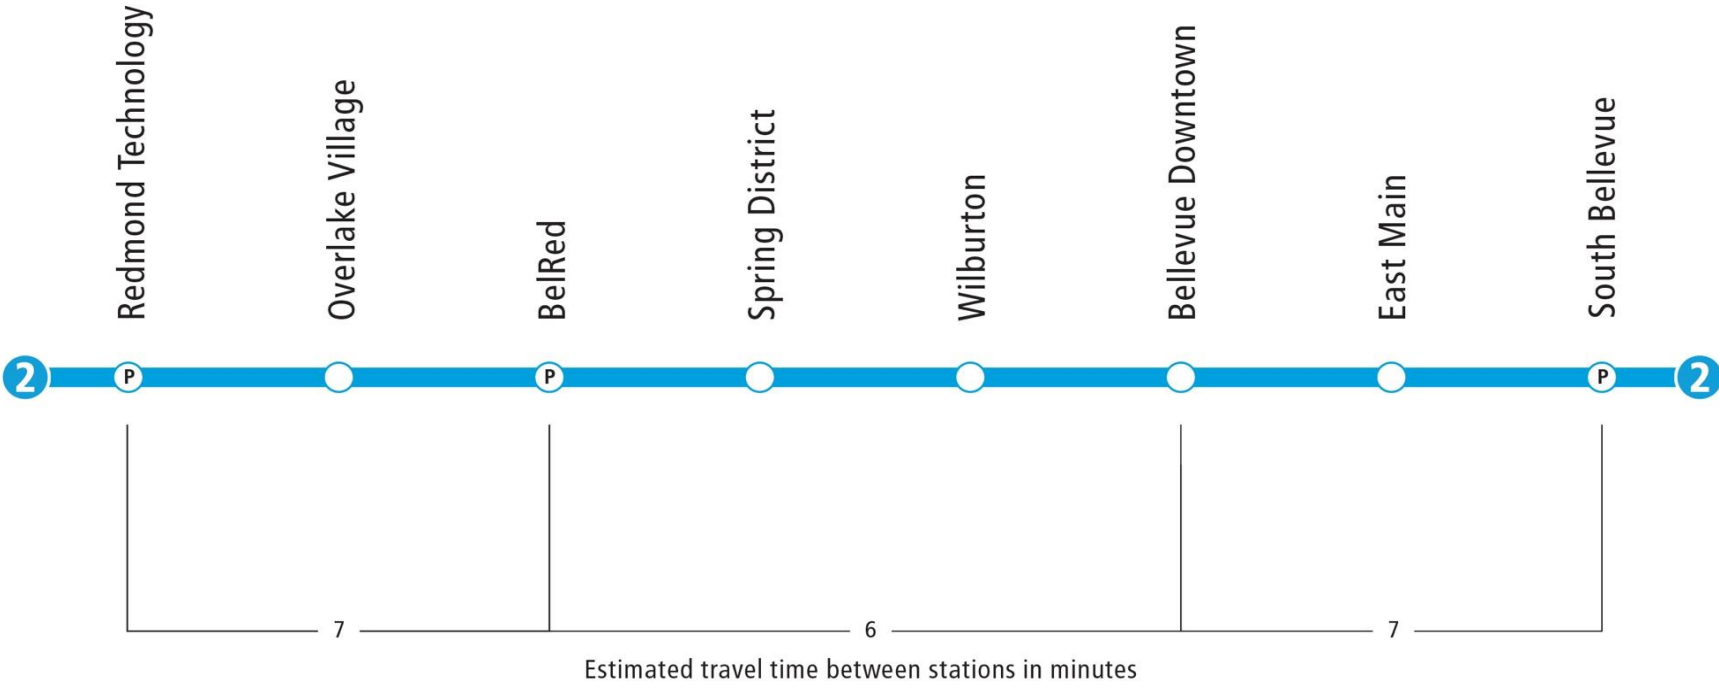 Redmond Technology
Overlake Village
BelRed
Spring District
Wilburton
Bellevue Downtown
East Main
South Bellevue
2
P
P
P
2
7
6
7
Estimated travel time between stations in minutes